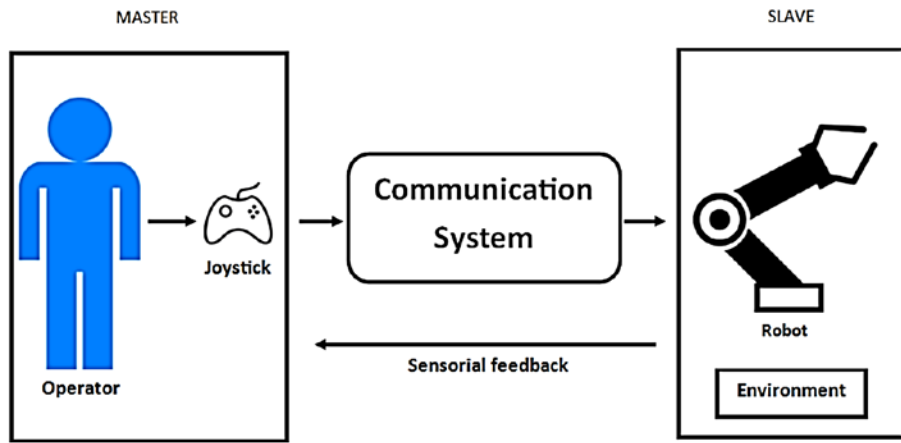 MASTER
SLAVE
Communication
System
Joystick
Robot
Sensorial feedback
Operator
Environment